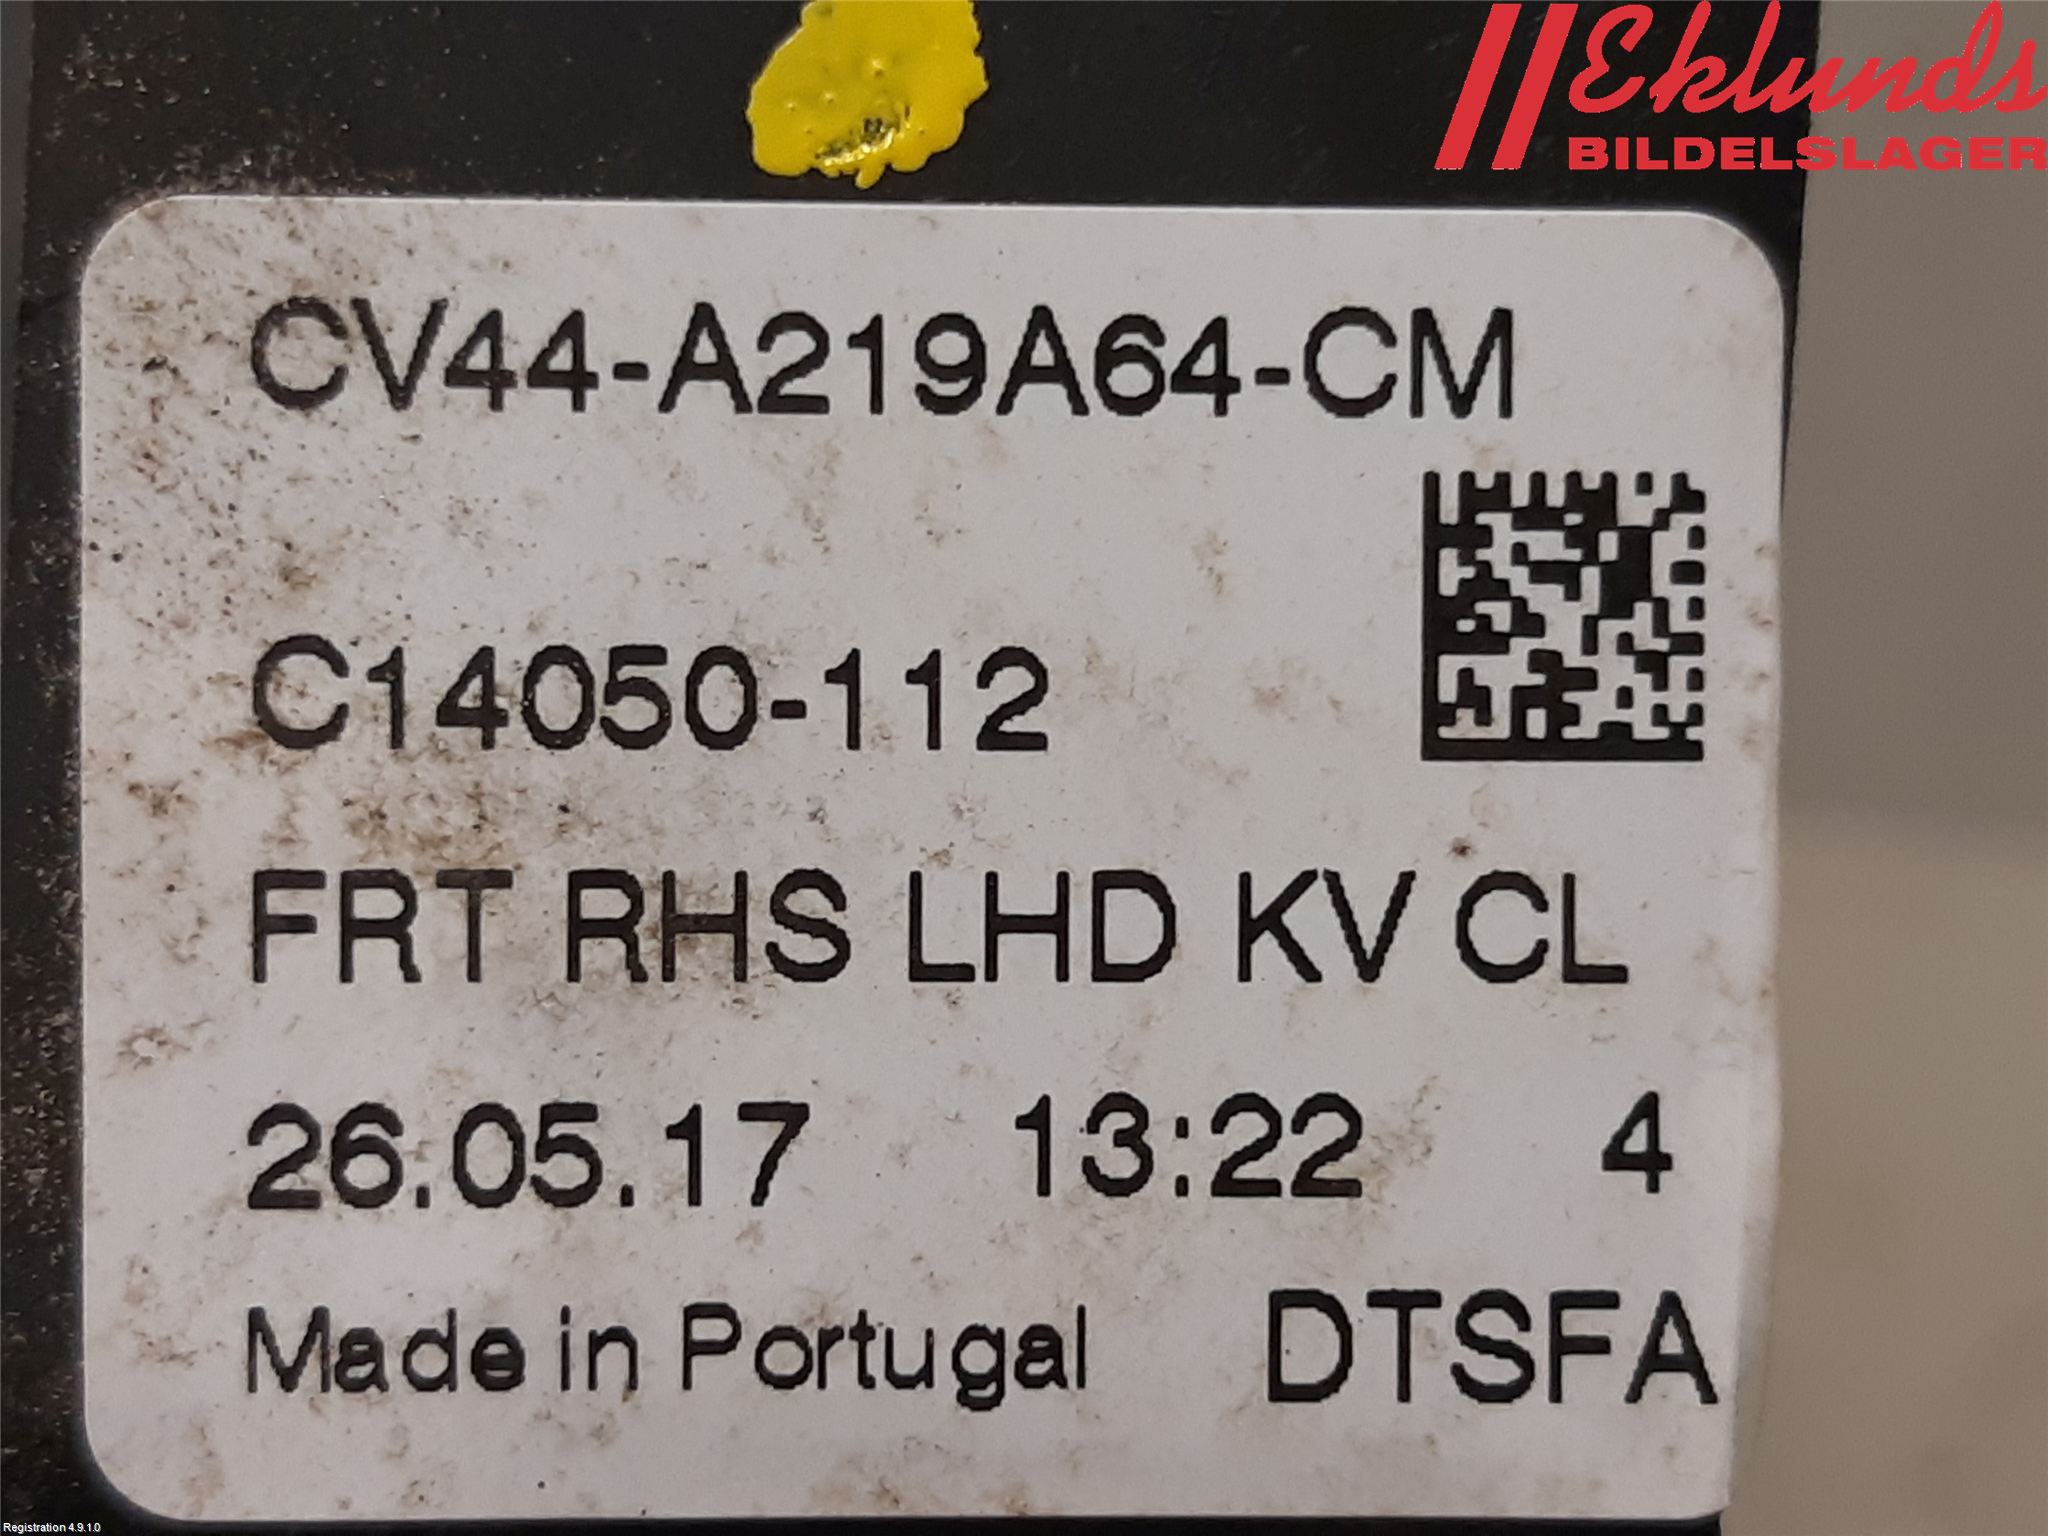 Eklunds
BILDELSLAGER
CV44-A219A64-CM
C14050-112
FRT RHS LHD KV CL
26.05.17 13:22 4
Made in Portugal DTSFA
Registration 4.9.1.0